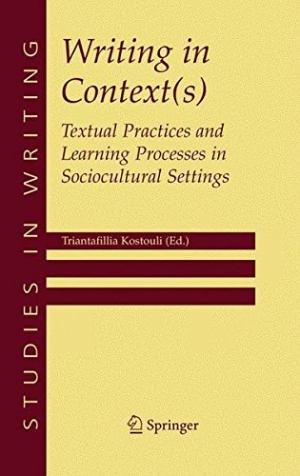 Writing in
Context(s)
Textual Practices and
Learning Processes in
Sociocultural Settings
Triantafillia Kostouli (Ed.)
STUDIES IN WRITING
Springer